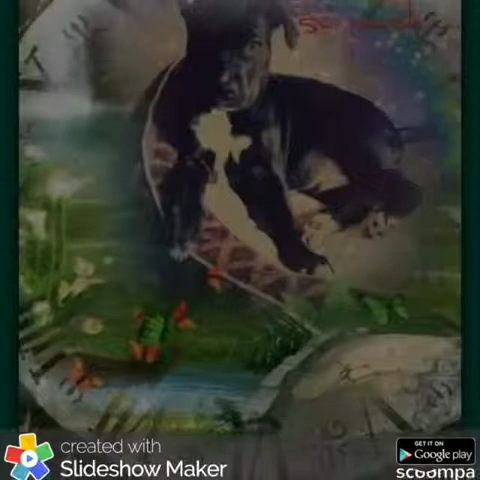 created with
Slideshow Maker
GET IT ON
Google play
scoompa